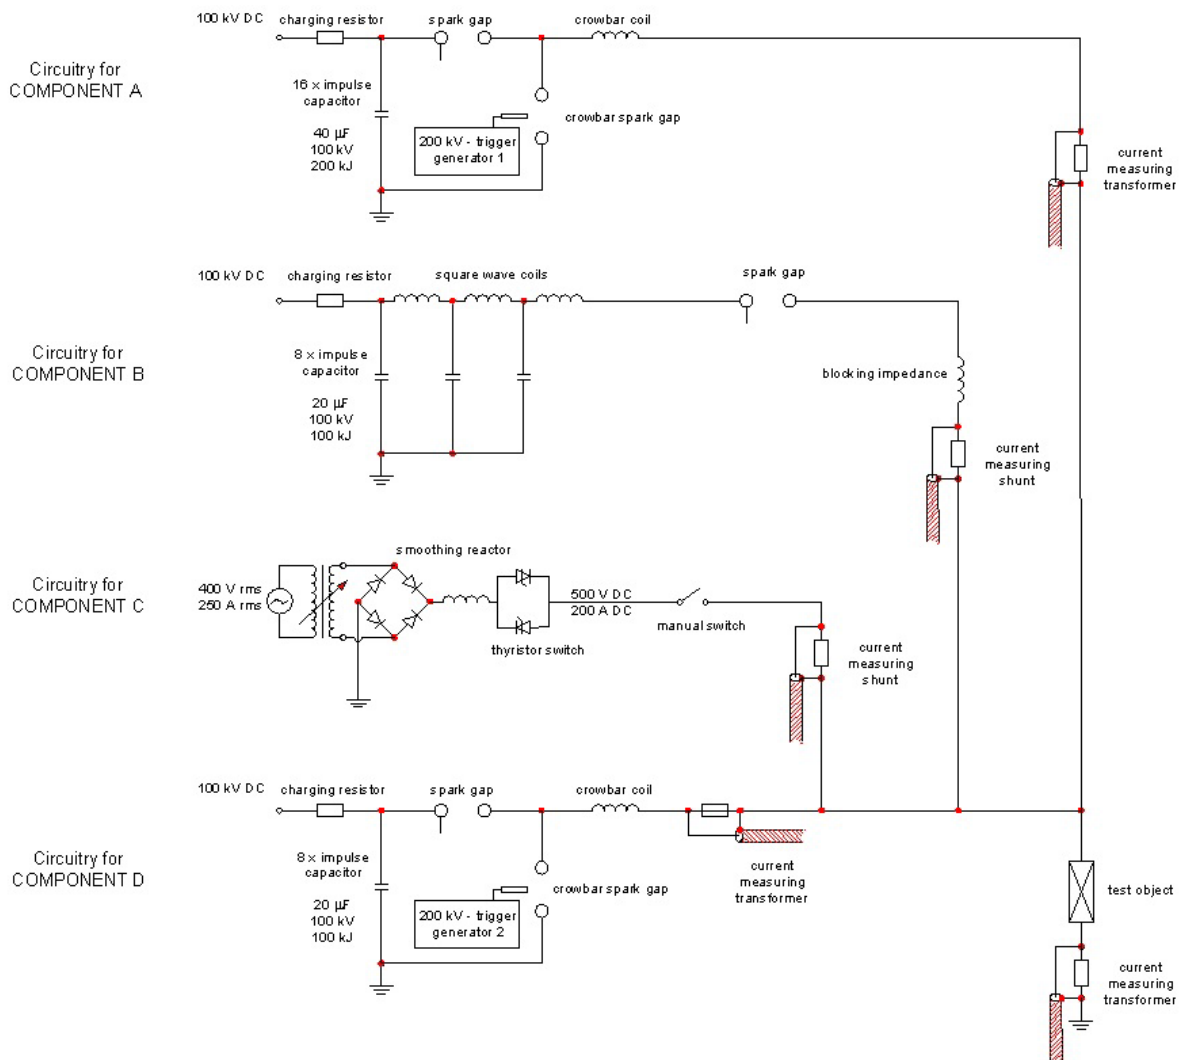 100 kV DC
charging resistor
spark gap
crowbar coil
Circuitry for
COMPONENT A
16 x impulse
capacitor
40 µF
100 kV
200 kJ
200 kV - trigger
generator 1
crowbar spark gap
current
measuring
transformer
100 kV DC
charging resistor
square wave coils
spark gap
Circuitry for
COMPONENT B
8 x impulse
capacitor
20 µF
100 kV
100 kJ
blocking impedance
current
measuring
shunt
Circuitry for
COMPONENT C
400 V rms
250 A rms
smoothing reactor
thyristor switch
500 V DC
200 A DC
manual switch
current
measuring
shunt
100 kV DC
charging resistor
spark gap
crowbar coil
Circuitry for
COMPONENT D
8 x impulse
capacitor
20 µF
100 kV
100 kJ
200 kV - trigger
generator 2
crowbar spark gap
current
measuring
transformer
test object
current
measuring
transformer